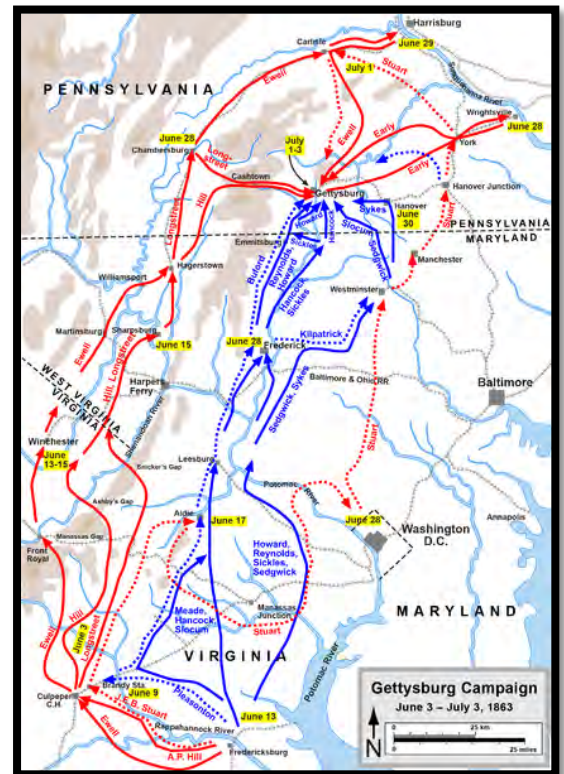 Harrisburg
Carlisle
June 29
PENNSYLVANIA
Ewell
July 1
Stuart
Susquehanna River
Wrightsville
June 28
June 28
Chambersburg
Long-
street
Ewell
Early
Early
York
July
1-3
Cashtown
Hill
Longstreet
Gettysburg
Hanover Junction
Sykes
Hanover
June
30
Howard
Hancock
Sickles
Slocum
Sedgwick
Stuart
PENNSYLVANIA
MARYLAND
Emmitsburg
Manchester
Hagerstown
Williamsport
Buford
Reynolds,
Howard
Hancock
Sickles
Westminster
Martinsburg
Sharpsburg
June 15
Ewell
June 28
Frederick
Kilpatrick
Baltimore & Ohio RR
Baltimore
Hill, Longstreet
Harpers
Ferry
WEST VIRGINIA
VIRGINIA
Sedgwick, Sykes
Shenandoah River
Winchester
June
13-15
Snicker's Gap
Leesburg
Stuart
Ashby's Gap
Potomac
River
Aldie
June 17
June 28
Washington
D.C.
Annapolis
Manassas Gap
Front
Royal
Howard,
Reynolds,
Sickles,
Sedgwick
MARYLAND
Meade,
Hancock,
Slocum
Manassas
Junction
Stuart
Ewell
Hill
June 3
Longstreet
VIRGINIA
Potomac River
Brandy Sta.
Culpeper
C.H.
June 9
Pleasonton
June 13
J.E.B. Stuart
Rappahannock River
Ewell
A.P. Hill
Fredericksburg
Gettysburg Campaign
June 3 – July 3, 1863
N
0
25 km
0
25 miles